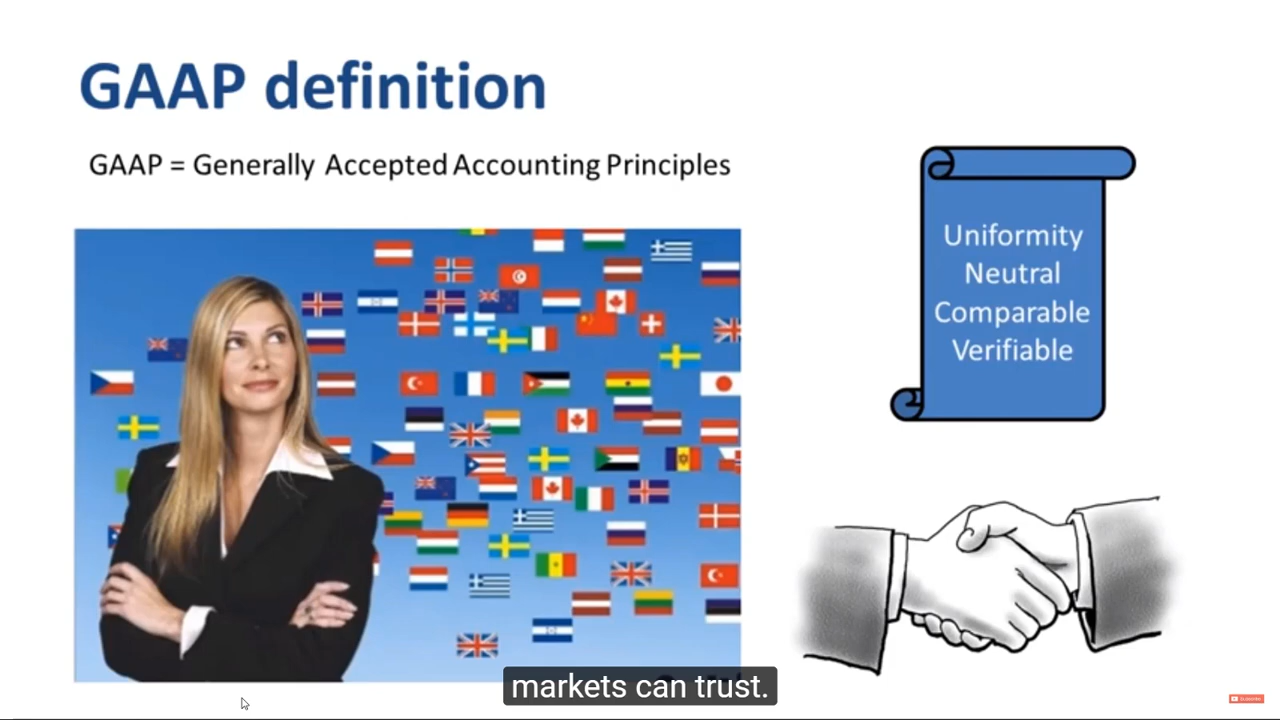 GAAP definition
GAAP = Generally Accepted Accounting Principles
Uniformity
Neutral
Comparable
Verifiable
markets can trust.